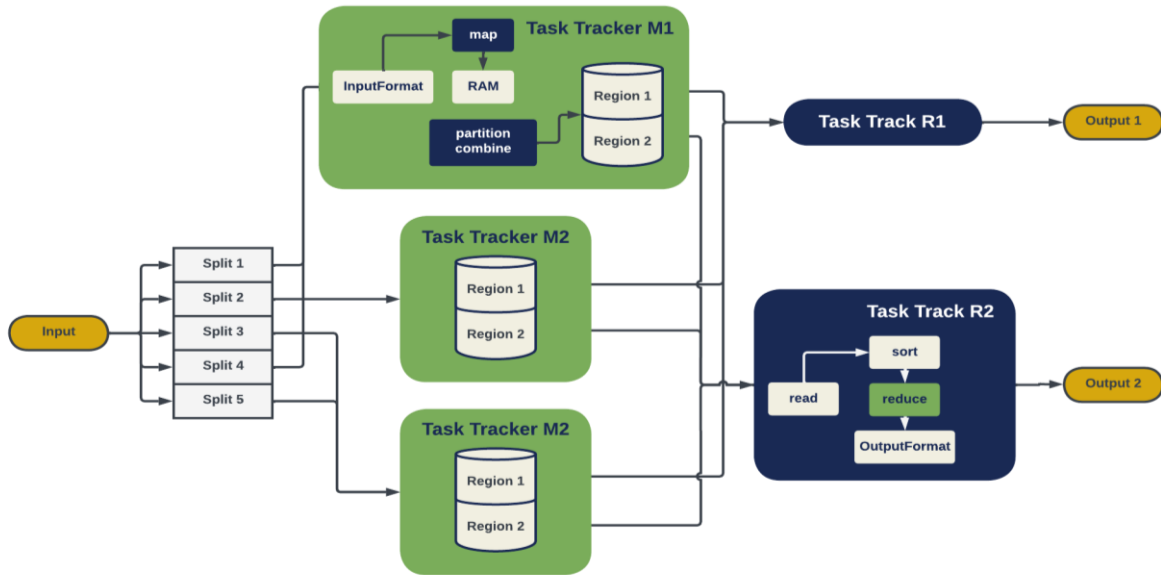 Task Tracker M1
map
InputFormat
RAM
partition
combine
Region 1
Region 2
Task Track R1
Output 1
Input
Split 1
Split 2
Split 3
Split 4
Split 5
Task Tracker M2
Region 1
Region 2
Task Tracker M2
Region 1
Region 2
Task Track R2
sort
read
reduce
OutputFormat
Output 2